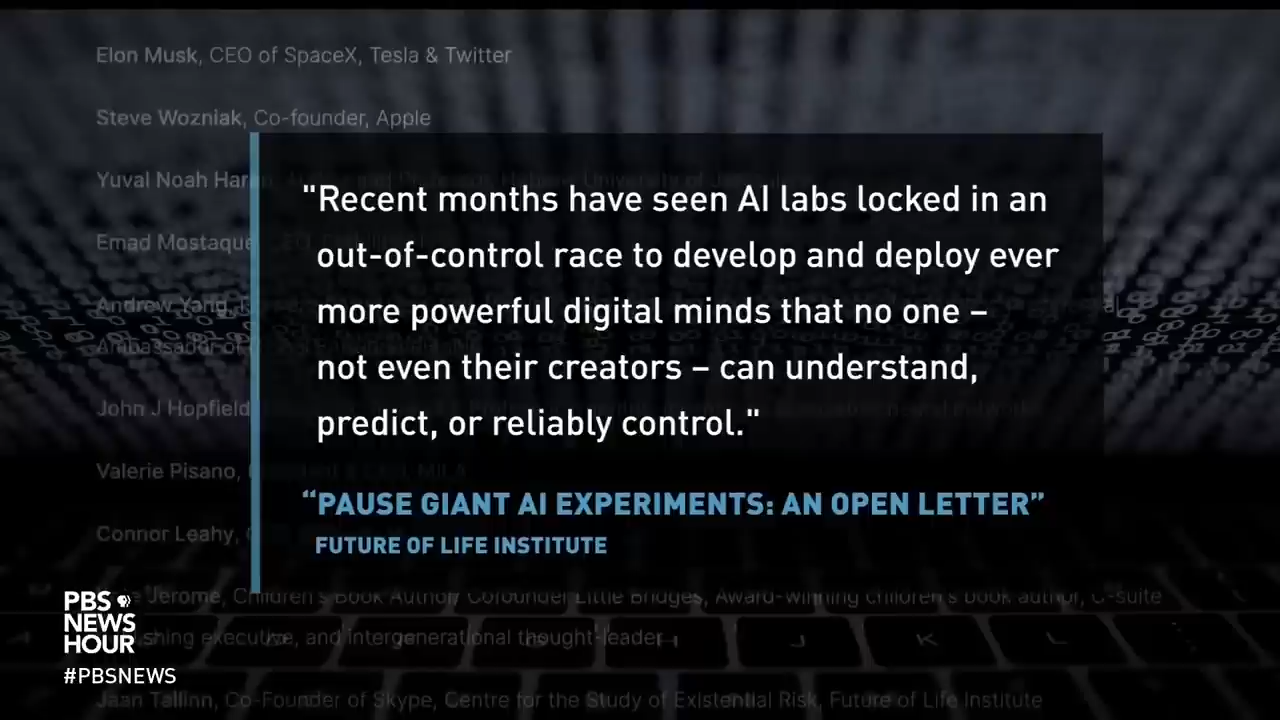 Elon Musk, CEO of SpaceX, Tesla & Twitter
Steve Wozniak, Co-founder, Apple
Yuval Noah
Emad Mostaque
"Recent months have seen AI labs locked in an
out-of-control race to develop and deploy ever
more powerful digital minds that no one –
not even their creators – can understand,
predict, or reliably control."
“PAUSE GIANT AI EXPERIMENTS: AN OPEN LETTER”
FUTURE OF LIFE INSTITUTE
Andrew Yang,
Ambassador of
John J Hopfield
Valerie Pisano,
Connor Leahy,
Jerome, Children's Book Author, Cofounder Little Bridges, Award-winning children's book author, C-suite
executive, and intergenerational thought-leader
Jaan Tallinn, Co-Founder of Skype, Centre for the Study of Existential Risk, Future of Life Institute
PBS
NEWS
HOUR
#PBSNEWS
J K L